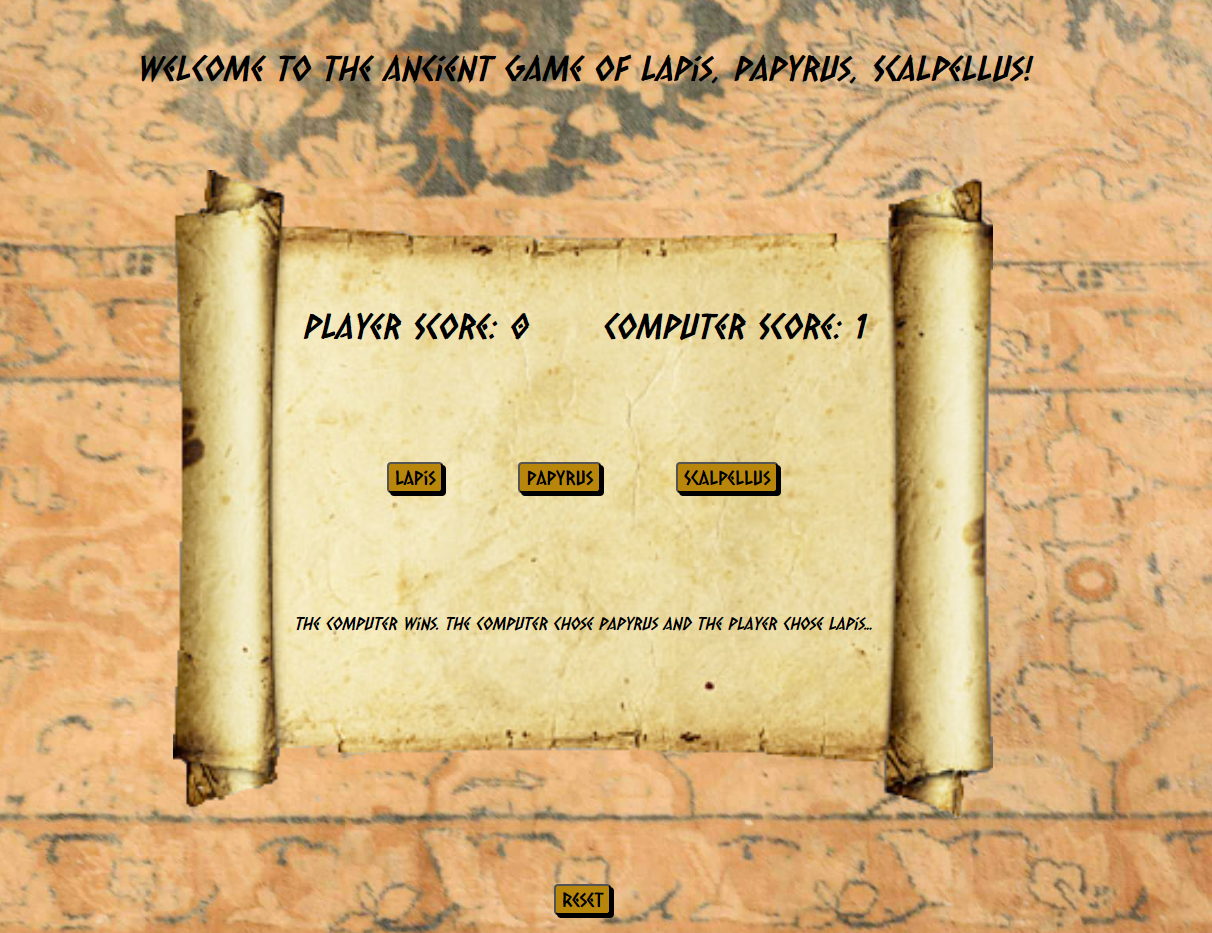 WELCOME TO THE ANCiENT GAME OF LAPiS, PAPYRUS, SCALPELLUS!
PLAYER SCORE: 0 COMPUTER SCORE: 1
LAPiS PAPYRUS SCALPELLUS
THE COMPUTER WiNS. THE COMPUTER CHOSE PAPYRUS AND THE PLAYER CHOSE LAPiS...
RESET